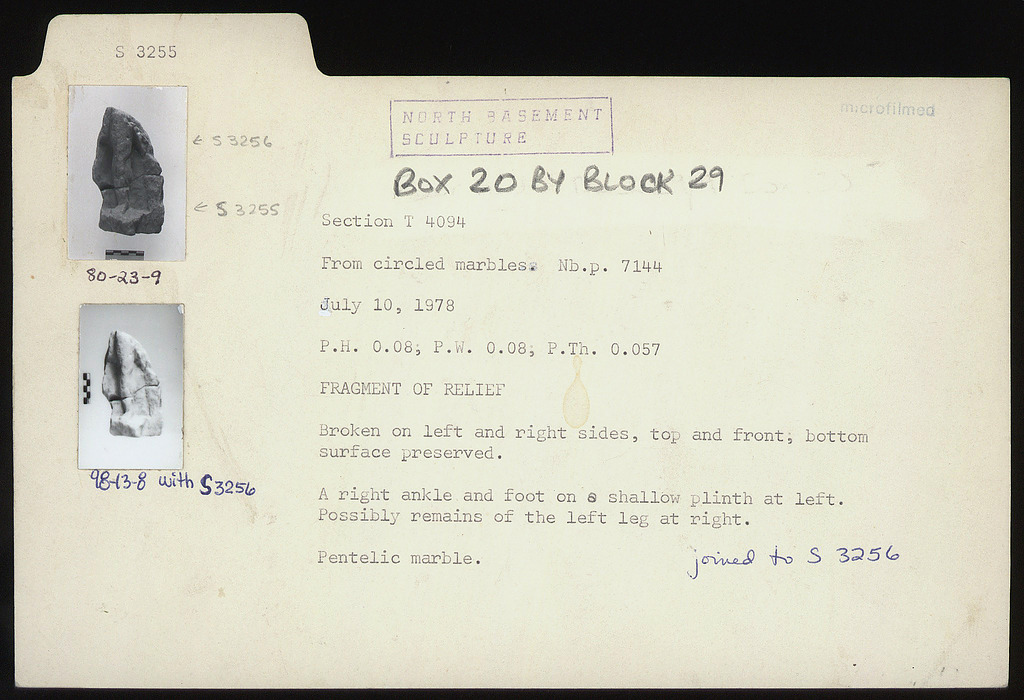 S 3255
← S 3256
← S 3255
80-23-9
98-13-8 with S3256
microfilmed
NORTH BASEMENT
SCULPTURE
BOX 20 BY BLOCK 29
Section T 4094
From circled marbles. Nb.p. 7144
July 10, 1978
P.H. 0.08; P.W. 0.08; P.Th. 0.057
FRAGMENT OF RELIEF
Broken on left and right sides, top and front; bottom
surface preserved.
A right ankle and foot on a shallow plinth at left.
Possibly remains of the left leg at right.
Pentelic marble.
joined to S 3256